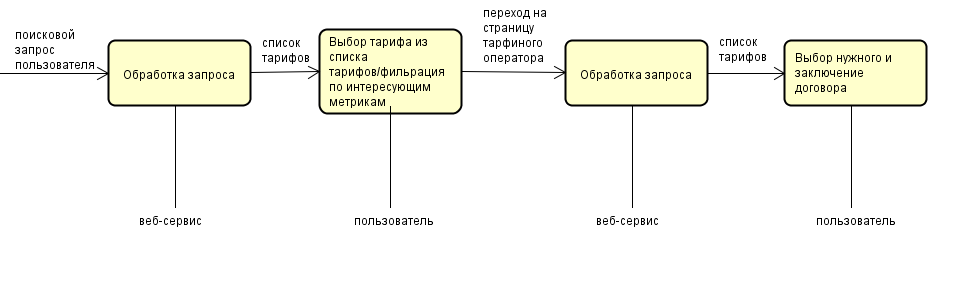 поисковой
запрос
пользователя
Обработка запроса
список
тарифов
Выбор тарифа из
списка
тарифов/фильрация
по интересующим
метрикам
переход на
страницу
тарфиного
оператора
Обработка запроса
список
тарифов
Выбор нужного и
заключение
договора
веб-сервис
пользователь
веб-сервис
пользователь